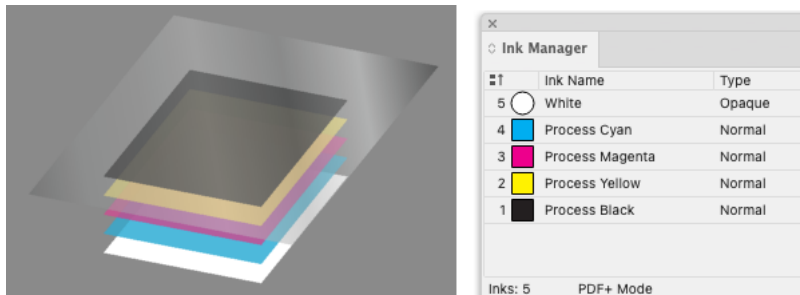 Ink Manager
Ink Name Type
5 White Opaque
4 Process Cyan Normal
3 Process Magenta Normal
2 Process Yellow Normal
1 Process Black Normal
Inks: 5 PDF+ Mode